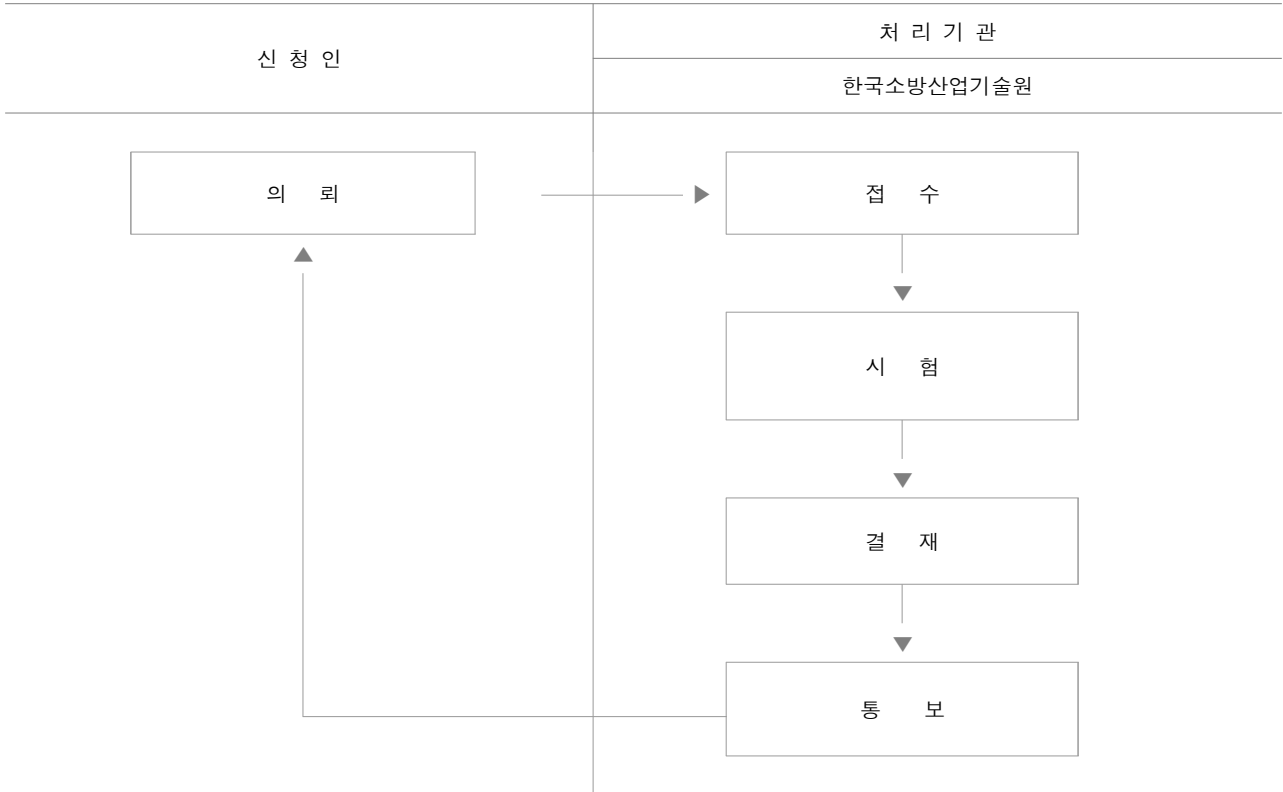 신 청 인
처 리 기 관
한국소방산업기술원
의 뢰
접 수
시 험
결 재
통 보